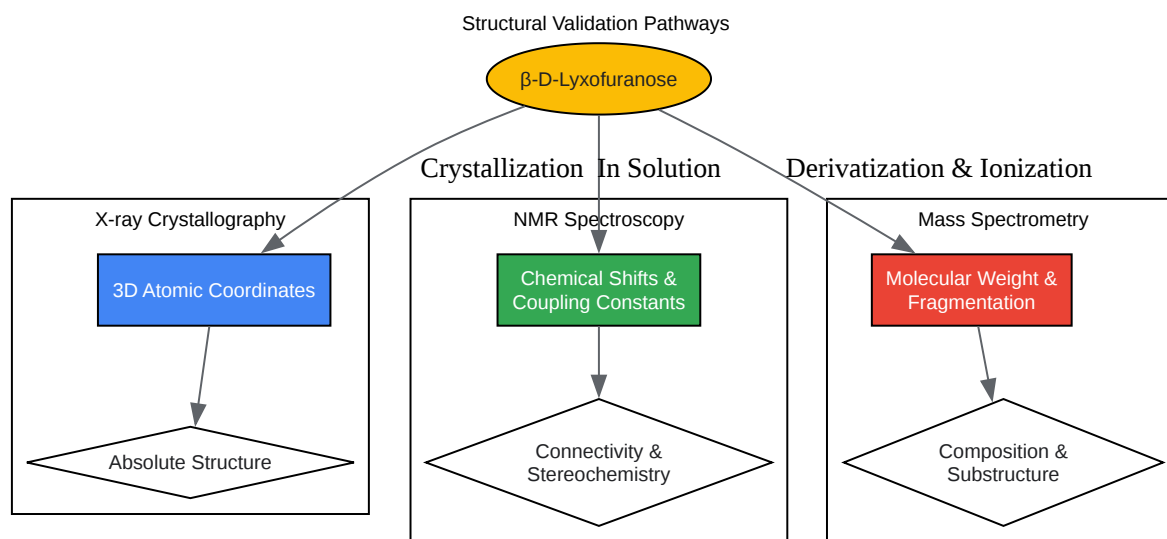 Structural Validation Pathways
β-D-Lyxofuranose
Crystallization
In Solution
Derivatization & Ionization
X-ray Crystallography
NMR Spectroscopy
Mass Spectrometry
3D Atomic Coordinates
Chemical Shifts &
Coupling Constants
Molecular Weight &
Fragmentation
Absolute Structure
Connectivity &
Stereochemistry
Composition &
Substructure